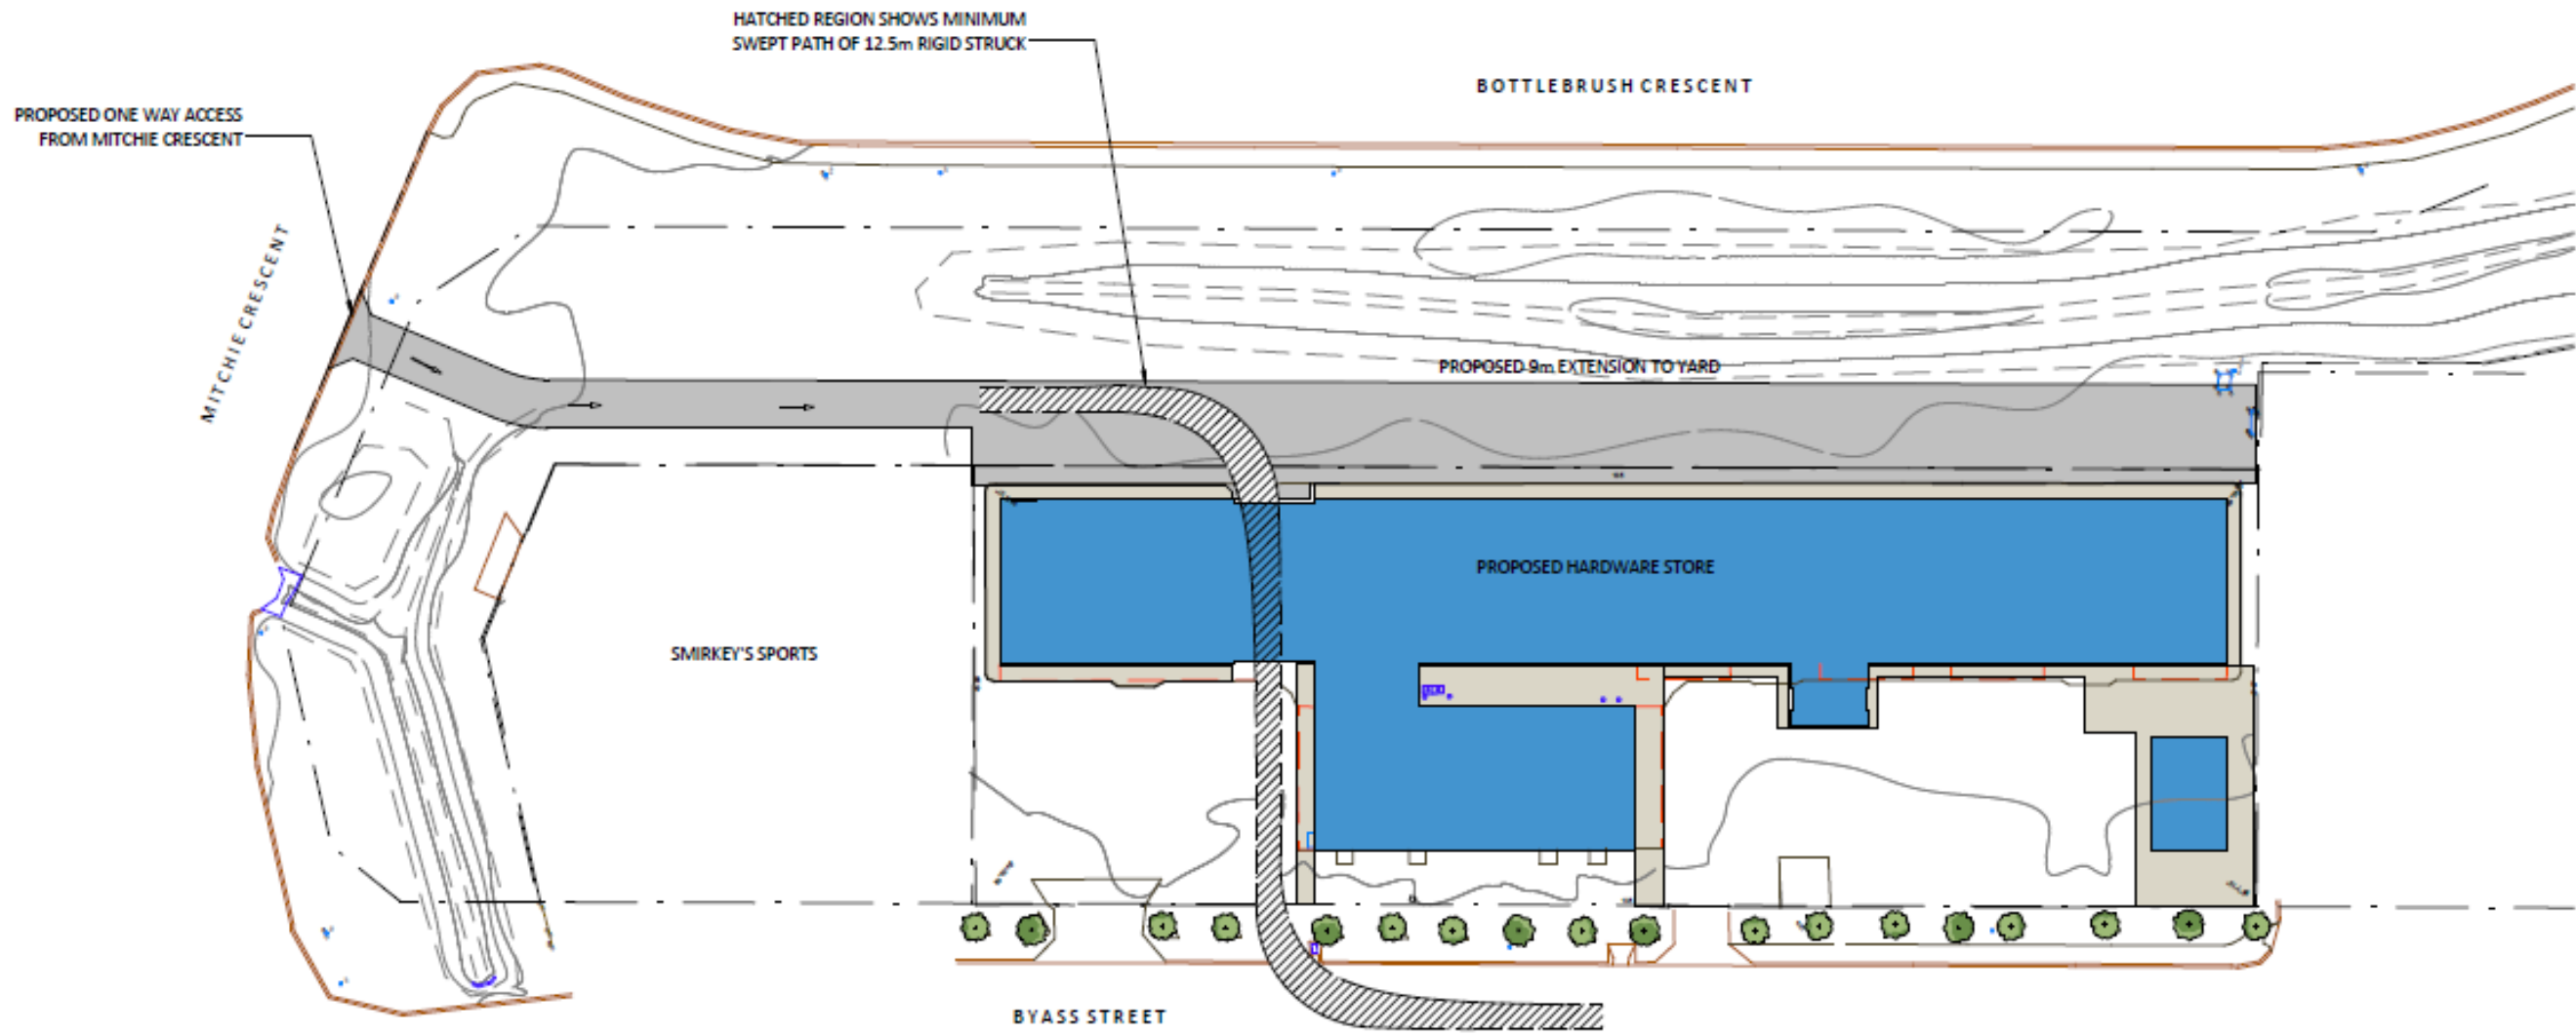 HATCHED REGION SHOWS MINIMUM
SWEPT PATH OF 12.5m RIGID STRUCK
BOTTLEBRUSH CRESCENT
PROPOSED ONE WAY ACCESS
FROM MITCHIE CRESCENT
MITCHIE CRESCENT
PROPOSED 9m EXTENSION TO YARD
PROPOSED HARDWARE STORE
SMIRKEY'S SPORTS
BYASS STREET